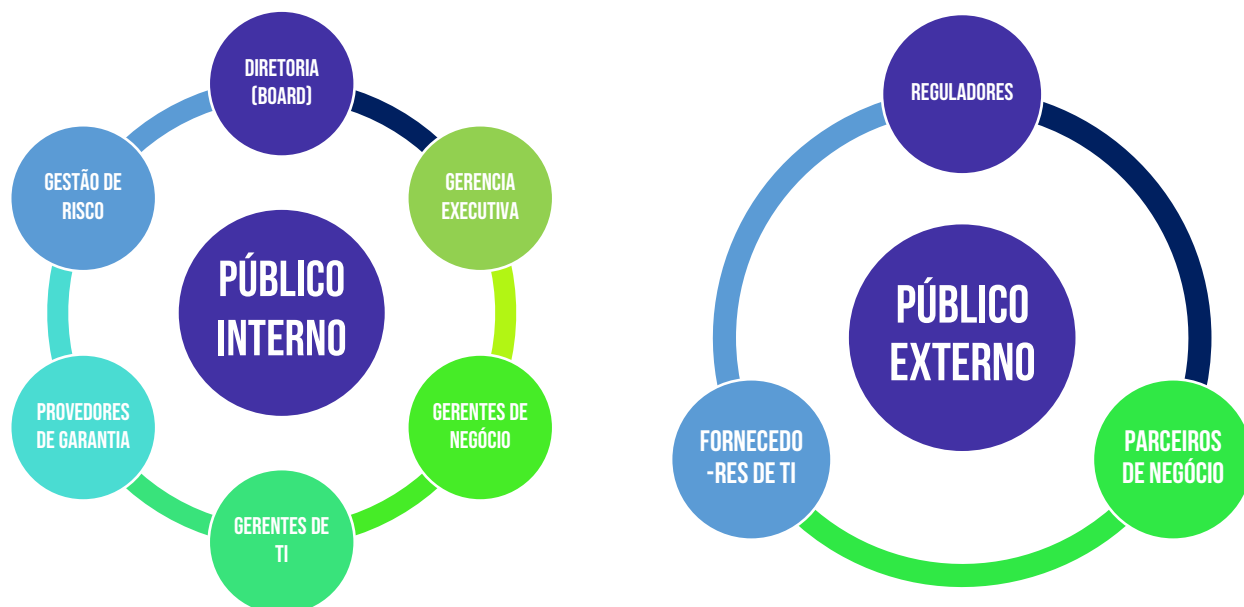 DIRETORIA
(BOARD)
GERENCIA
EXECUTIVA
GERENTES DE
NEGÓCIO
GERENTES DE
TI
PROVEDORES
DE GARANTIA
GESTÃO DE
RISCO
PÚBLICO
INTERNO
REGULADORES
PARCEIROS
DE NEGÓCIO
FORNECEDO
-RES DE TI
PÚBLICO
EXTERNO